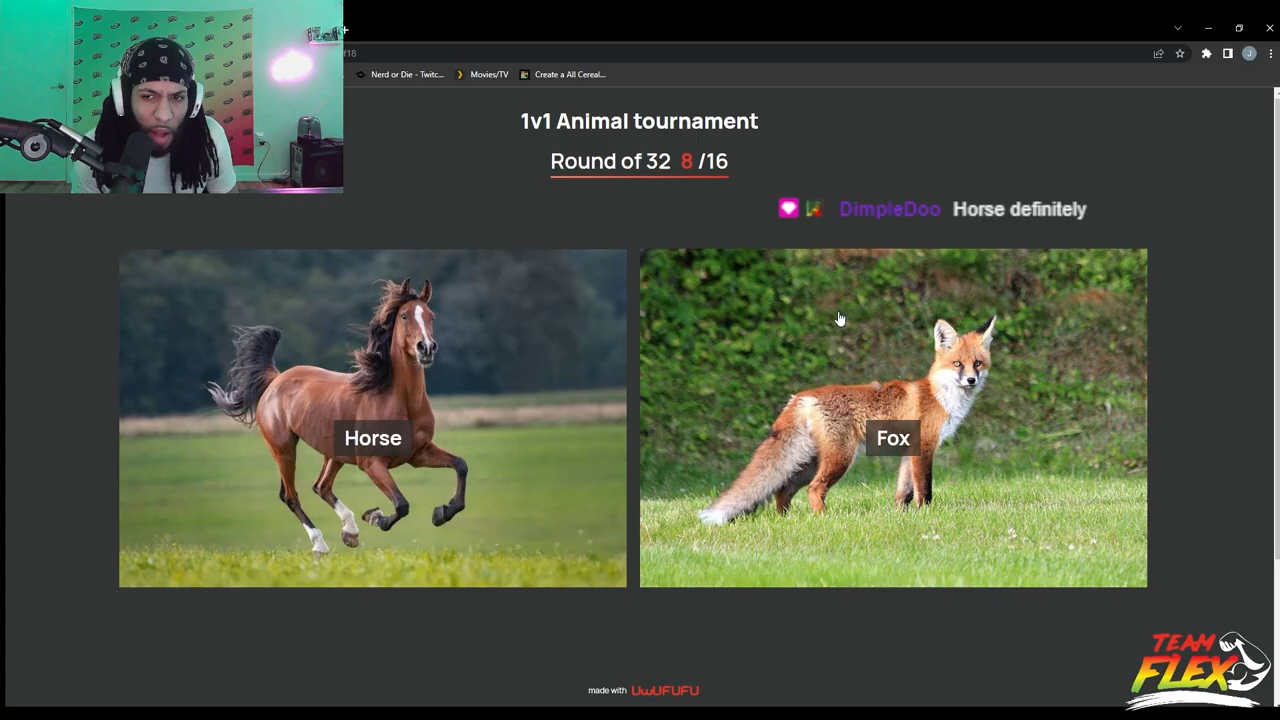 f18
J
Nerd or Die - Twitc...
Movies/TV
Create a All Cereal...
1v1 Animal tournament
Round of 32 8 /16
DimpleDoo Horse definitely
Horse
Fox
made with UwUFUFU
TEAM
FLEX